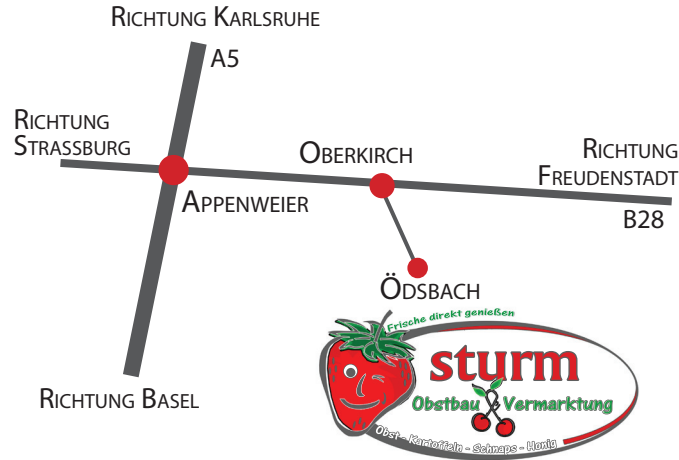 RICHTUNG KARLSRUHE
A5
RICHTUNG
STRASSBURG
OBERKIRCH
RICHTUNG
FREUDENSTADT
APPENWEIER
B28
ÖDSBACH
Frische direkt genießen
sturm
Obstbau Vermarktung
Obst - Kartoffeln - Schnaps - Honig
RICHTUNG BASEL